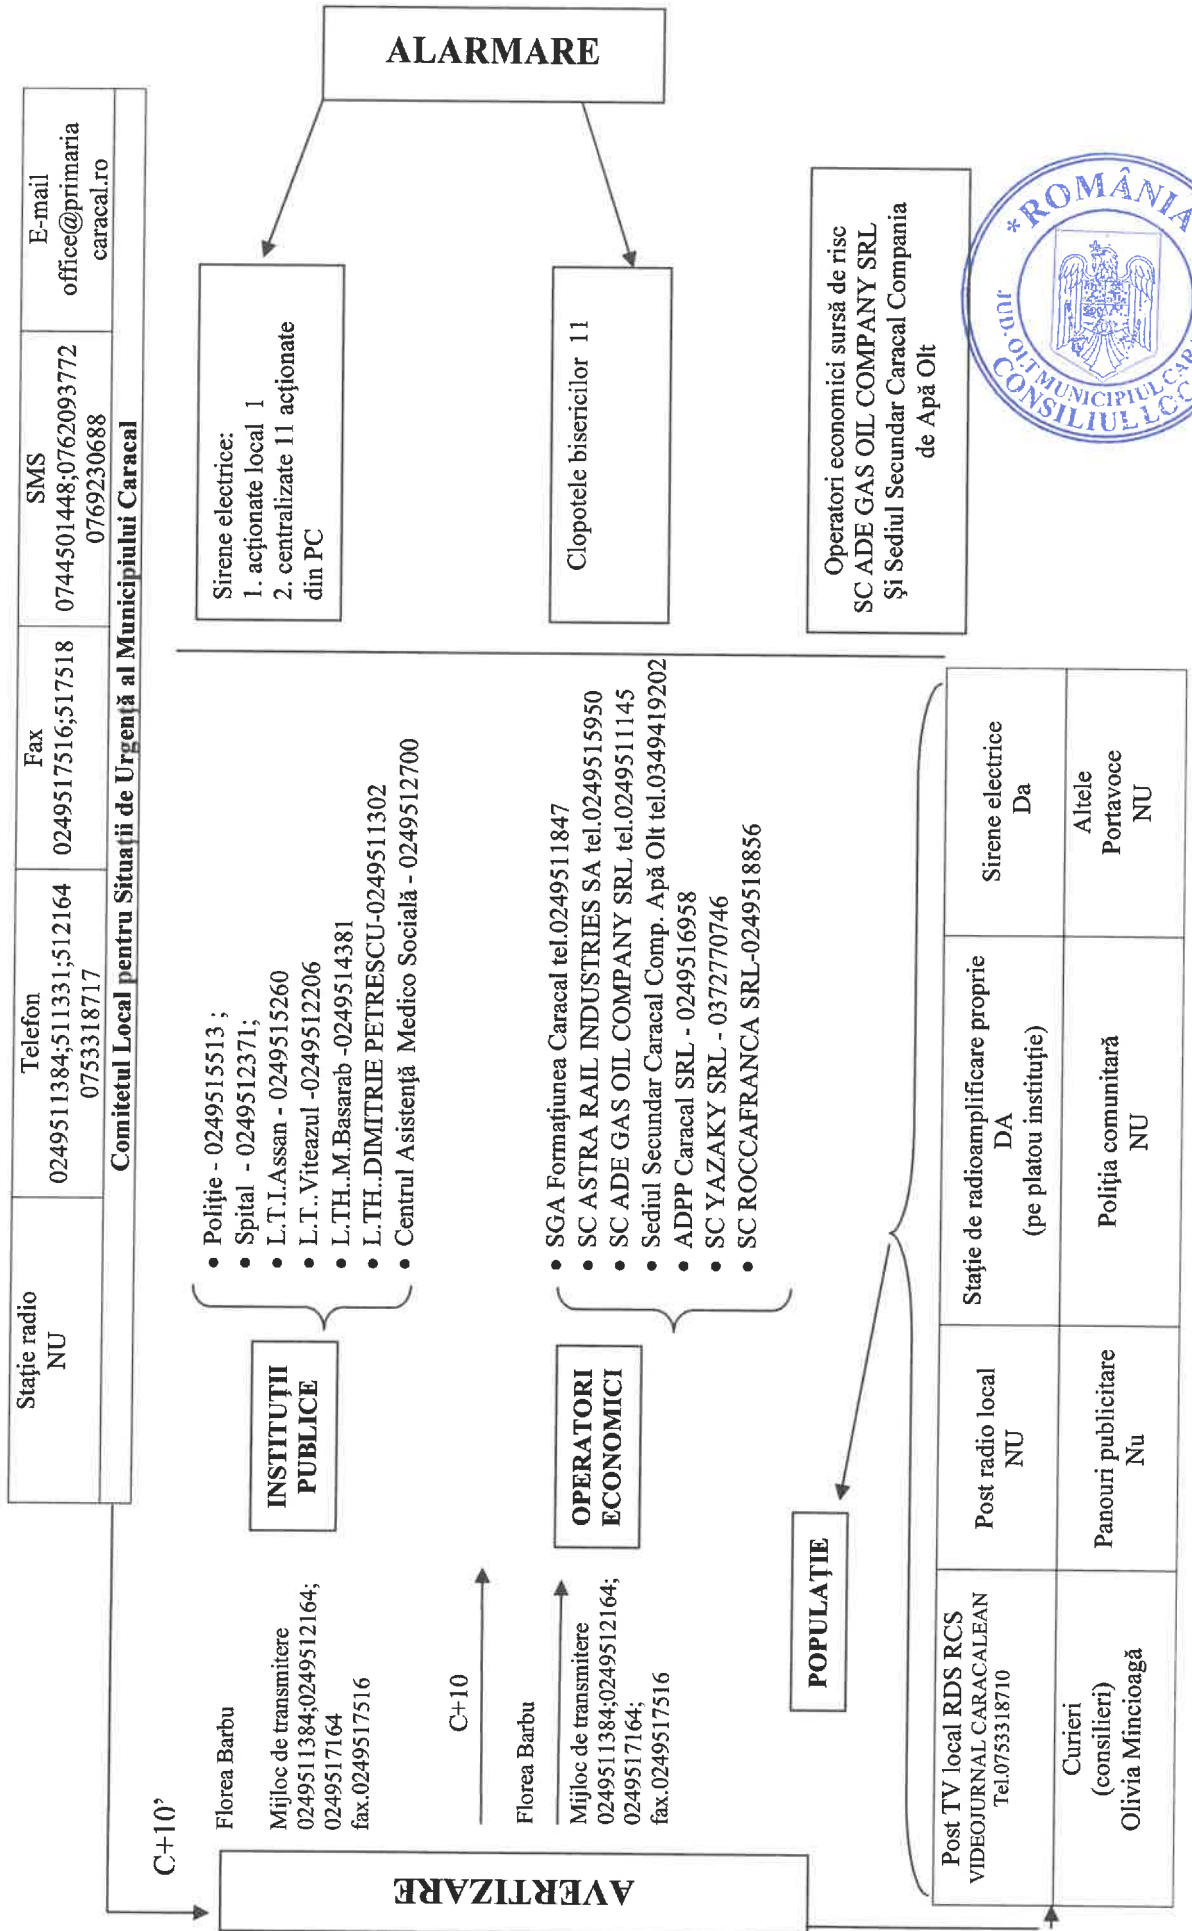 Stație radio
NU
Telefon
0249511384;511331;512164
0753318717
Fax
0249517516;517518
SMS
0744501448;0762093772
0769230688
E-mail
office@primaria
caracal.ro
Comitetul Local pentru Situații de Urgență al Municipiului Caracal
C+10’
AVERTIZARE
Florea Barbu
Mijloc de transmitere
0249511384;0249512164;
0249517164
fax.0249517516
INSTITUȚII
PUBLICE
• Poliție - 0249515513 ;
• Spital - 0249512371;
• L.T.I.Assan - 0249515260
• L.T..Viteazul -0249512206
• L.TH..M.Basarab -0249514381
• L.TH..DIMITRIE PETRESCU-0249511302
• Centrul Asistență Medico Socială - 0249512700
C+10
Florea Barbu
Mijloc de transmitere
0249511384;0249512164;
0249517164;
fax.0249517516
OPERATORI
ECONOMICI
• SGA Formațiunea Caracal tel.0249511847
• SC ASTRA RAIL INDUSTRIES SA tel.0249515950
• SC ADE GAS OIL COMPANY SRL tel.0249511145
Sediul Secundar Caracal Comp. Apă Olt tel.0349419202
• ADPP Caracal SRL - 0249516958
• SC YAZAKY SRL - 0372770746
• SC ROCCAFRANCA SRL-0249518856
POPULAȚIE
Post TV local RDS RCS
VIDEOJURNAL CARACALEAN
Tel.0753318710
Post radio local
NU
Stație de radioamplificare proprie
DA
(pe platou instituție)
Sirene electrice
Da
Curieri
(consilieri)
Olivia Mincioagă
Panouri publicitare
Nu
Poliția comunitară
NU
Altele
Portavoce
NU
ALARMARE
Sirene electrice:
1. acționate local 1
2. centralizate 11 acționate
din PC
Clopotele bisericilor 11
Operatori economici sursă de risc
SC ADE GAS OIL COMPANY SRL
Și Sediul Secundar Caracal Compania
de Apă Olt
* ROMÂNIA
JUD. OLT MUNICIPIUL
CONSILIUL